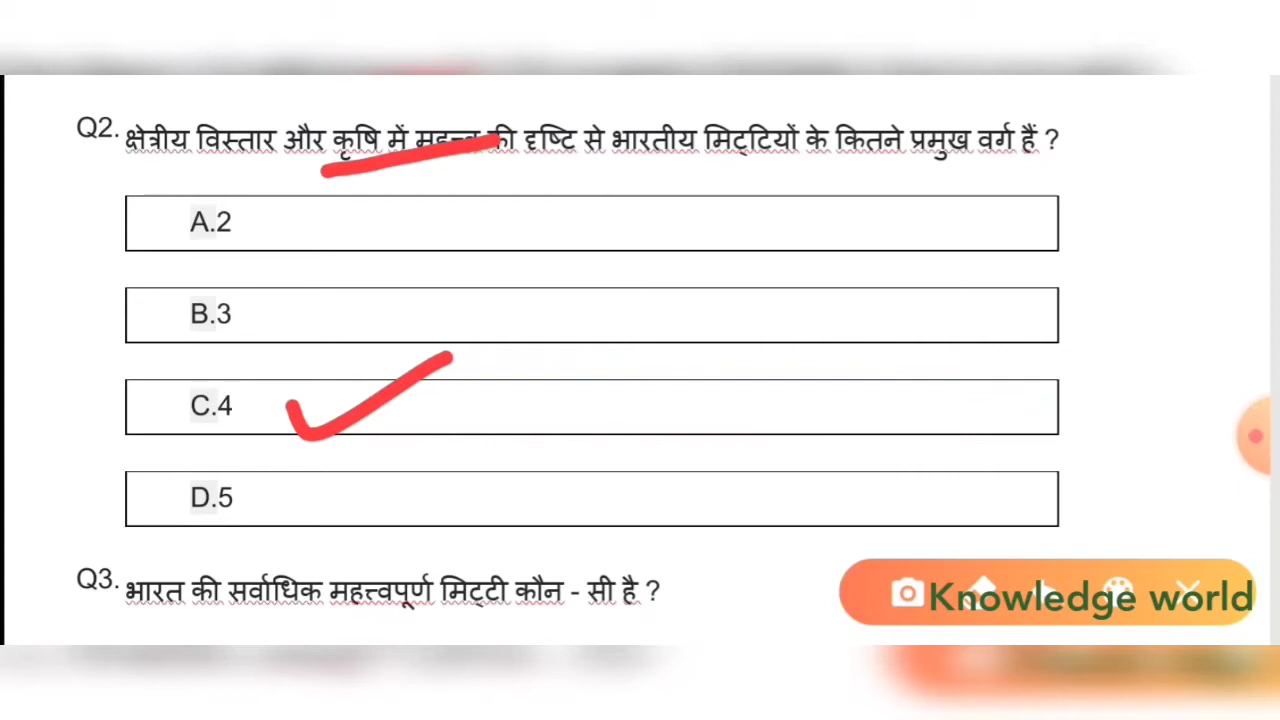 Q2. क्षेत्रीय विस्तार और कृषि में महत्त्व की दृष्टि से भारतीय मिट्टियों के कितने प्रमुख वर्ग हैं ?
A.2
B.3
C.4
D.5
Q3. भारत की सर्वाधिक महत्त्वपूर्ण मिट्टी कौन - सी है ?
Knowledge world